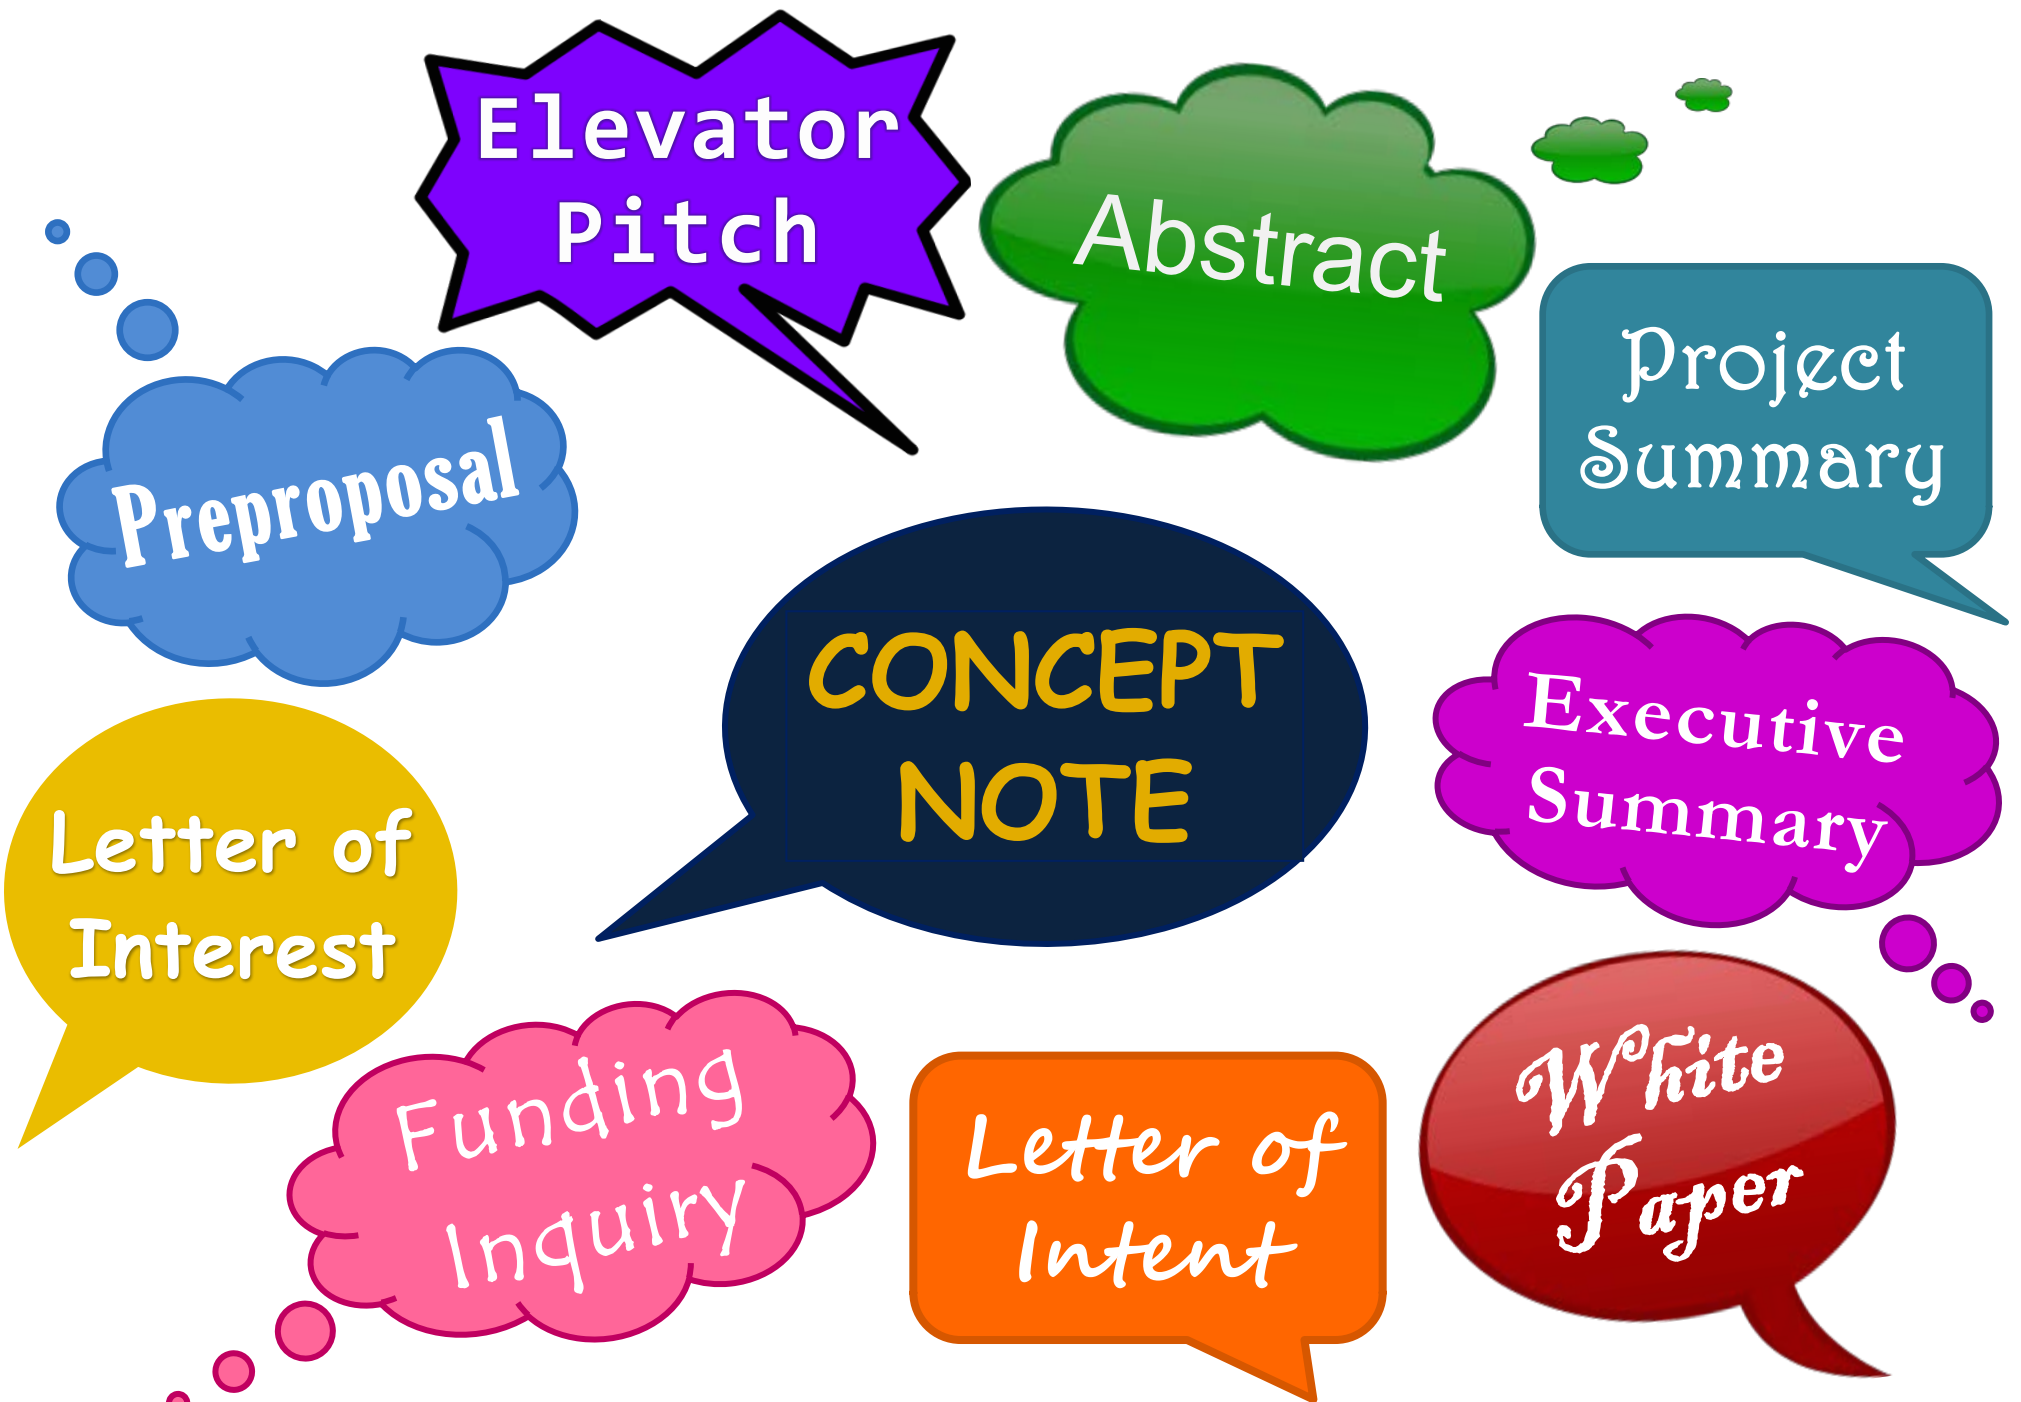 Elevator
Pitch
Abstract
Project
Summary
Preproposal
CONCEPT
NOTE
Executive
Summary
Letter of
Interest
Funding
Inquiry
Letter of
Intent
White
Paper